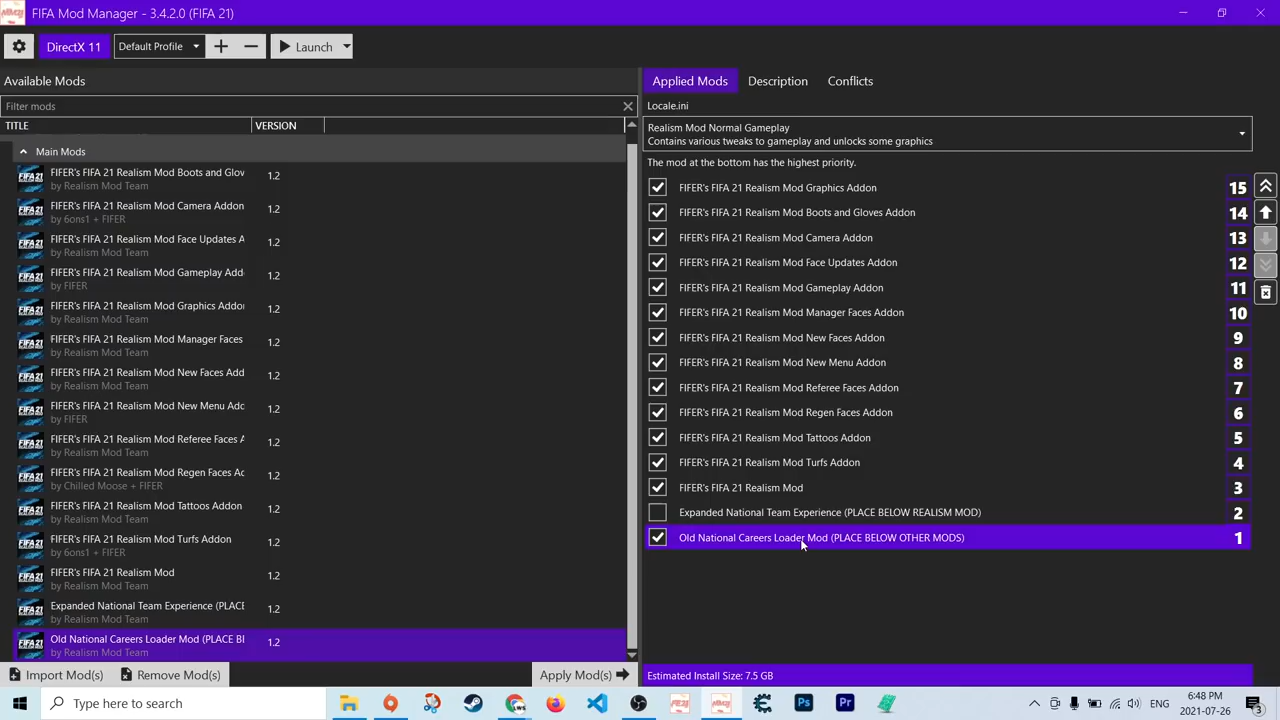 FIFA Mod Manager - 3.4.2.0 (FIFA 21)
DirectX 11
Default Profile
Launch
Available Mods
Filter mods
TITLE VERSION
Main Mods
FIFER's FIFA 21 Realism Mod Boots and Glov 1.2
by Realism Mod Team
FIFER's FIFA 21 Realism Mod Camera Addon 1.2
by 6ons1 + FIFER
FIFER's FIFA 21 Realism Mod Face Updates A 1.2
by Realism Mod Team
FIFER's FIFA 21 Realism Mod Gameplay Add 1.2
by FIFER
FIFER's FIFA 21 Realism Mod Graphics Addo 1.2
by Realism Mod Team
FIFER's FIFA 21 Realism Mod Manager Faces 1.2
by Realism Mod Team
FIFER's FIFA 21 Realism Mod New Faces Add 1.2
by Realism Mod Team
FIFER's FIFA 21 Realism Mod New Menu Adc 1.2
by FIFER
FIFER's FIFA 21 Realism Mod Referee Faces A 1.2
by Realism Mod Team
FIFER's FIFA 21 Realism Mod Regen Faces Ac 1.2
by Chilled Moose + FIFER
FIFER's FIFA 21 Realism Mod Tattoos Addon 1.2
by Realism Mod Team
FIFER's FIFA 21 Realism Mod Turfs Addon 1.2
by 6ons1 + FIFER
FIFER's FIFA 21 Realism Mod 1.2
by Realism Mod Team
Expanded National Team Experience (PLACE 1.2
by Realism Mod Team
Old National Careers Loader Mod (PLACE BE 1.2
by Realism Mod Team
Import Mod(s) Remove Mod(s) Apply Mod(s)
Applied Mods Description Conflicts
Locale.ini
Realism Mod Normal Gameplay
Contains various tweaks to gameplay and unlocks some graphics
The mod at the bottom has the highest priority.
FIFER's FIFA 21 Realism Mod Graphics Addon 15
FIFER's FIFA 21 Realism Mod Boots and Gloves Addon 14
FIFER's FIFA 21 Realism Mod Camera Addon 13
FIFER's FIFA 21 Realism Mod Face Updates Addon 12
FIFER's FIFA 21 Realism Mod Gameplay Addon 11
FIFER's FIFA 21 Realism Mod Manager Faces Addon 10
FIFER's FIFA 21 Realism Mod New Faces Addon 9
FIFER's FIFA 21 Realism Mod New Menu Addon 8
FIFER's FIFA 21 Realism Mod Referee Faces Addon 7
FIFER's FIFA 21 Realism Mod Regen Faces Addon 6
FIFER's FIFA 21 Realism Mod Tattoos Addon 5
FIFER's FIFA 21 Realism Mod Turfs Addon 4
FIFER's FIFA 21 Realism Mod 3
Expanded National Team Experience (PLACE BELOW REALISM MOD) 2
Old National Careers Loader Mod (PLACE BELOW OTHER MODS) 1
Estimated Install Size: 7.5 GB
Type here to search
Ps
Pr
ENG
6:48 PM
2021-07-26
3